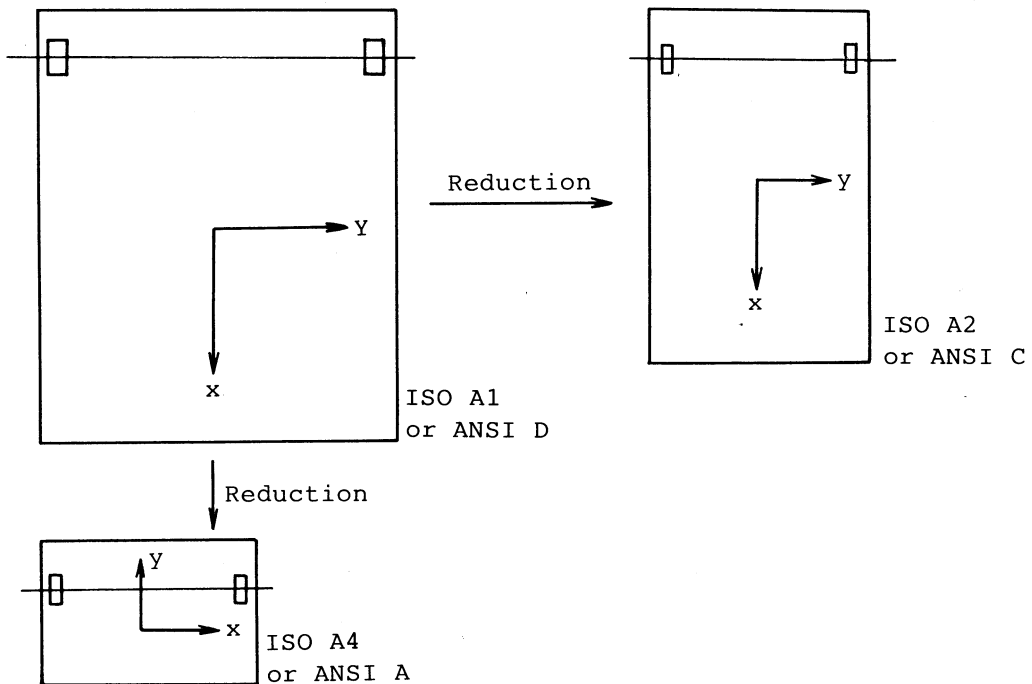 Reduction
Y
x
ISO A1
or ANSI D
y
x
ISO A2
or ANSI C
Reduction
y
x
ISO A4
or ANSI A